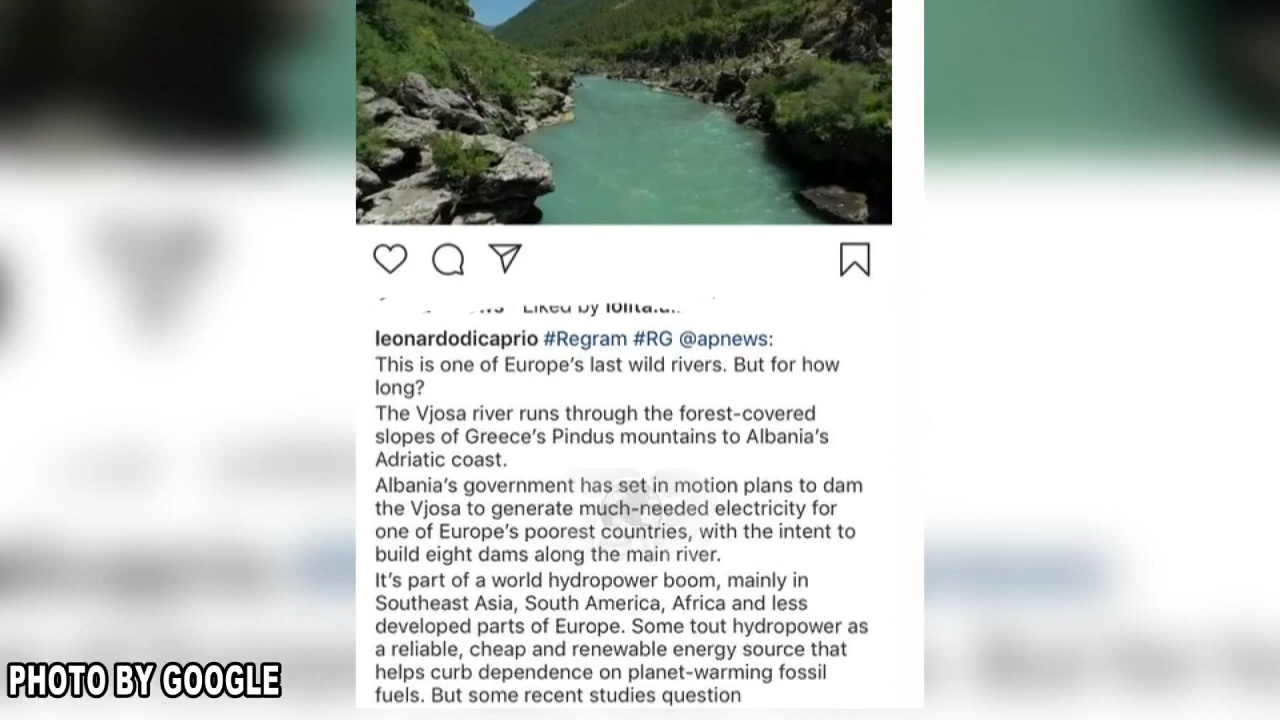 Liked by
leonardodicaprio #Regram #RG @apnews:
This is one of Europe's last wild rivers. But for how
long?
The Vjosa river runs through the forest-covered
slopes of Greece's Pindus mountains to Albania's
Adriatic coast.
Albania's government has set in motion plans to dam
the Vjosa to generate much-needed electricity for
one of Europe's poorest countries, with the intent to
build eight dams along the main river.
It's part of a world hydropower boom, mainly in
Southeast Asia, South America, Africa and less
developed parts of Europe. Some tout hydropower as
a reliable, cheap and renewable energy source that
helps curb dependence on planet-warming fossil
fuels. But some recent studies question
PHOTO BY GOOGLE